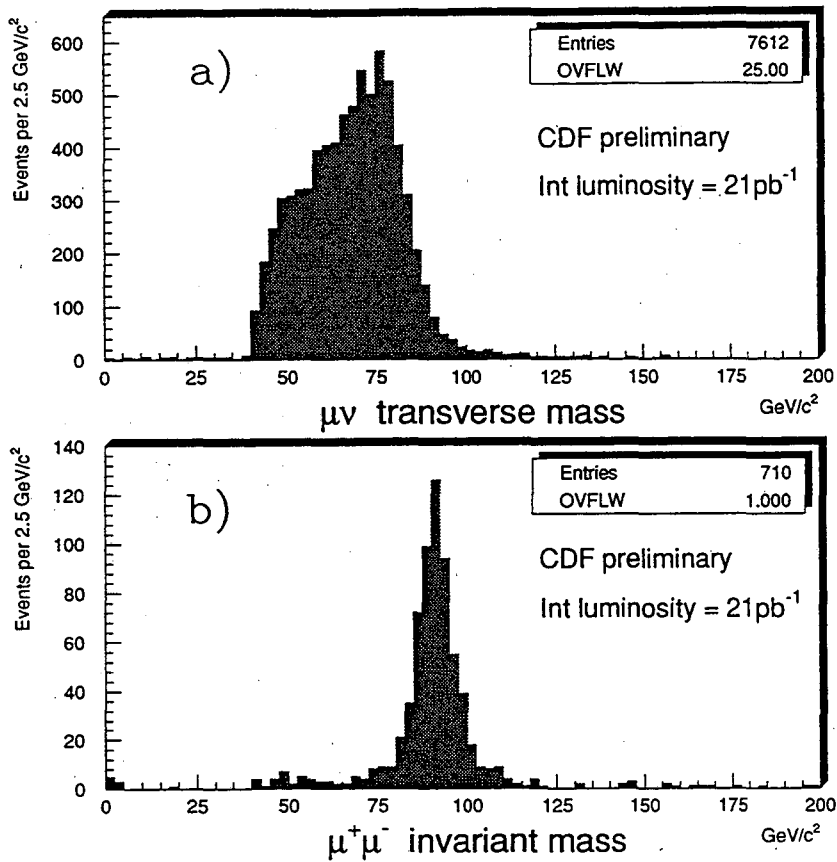 a)
Events per 2.5 GeV/c²
600
500
400
300
200
100
0
Entries 7612
OVFLW 25.00
CDF preliminary
Int luminosity = 21pb⁻¹
0 25 50 75 100 125 150 175 200
μν transverse mass GeV/c²
b)
Events per 2.5 GeV/c²
140
120
100
80
60
40
20
0
Entries 710
OVFLW 1.000
CDF preliminary
Int luminosity = 21pb⁻¹
0 25 50 75 100 125 150 175 200
μ⁺μ⁻ invariant mass GeV/c²